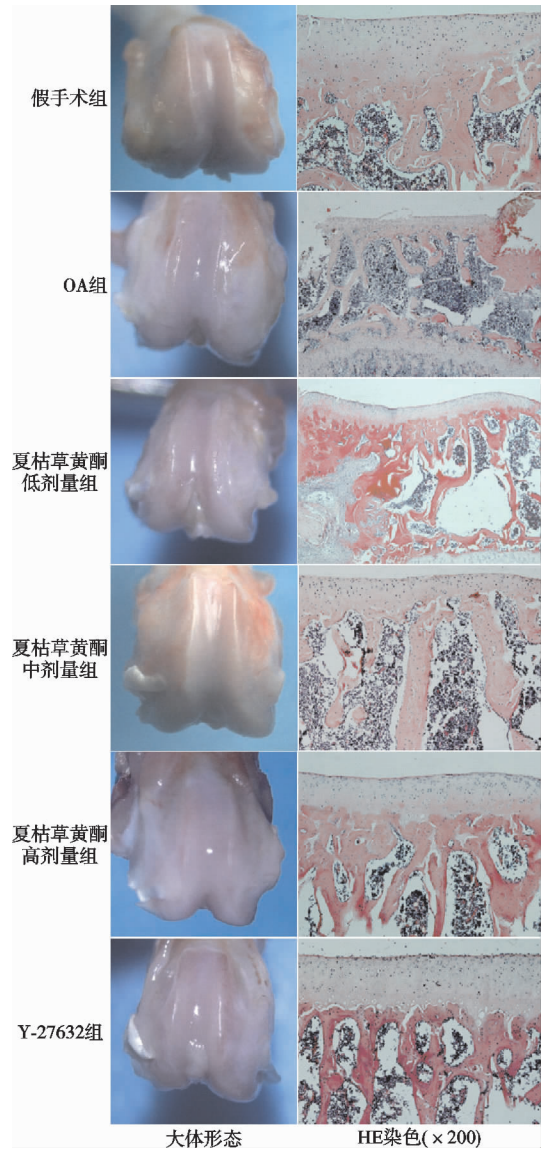 假手术组
OA组
夏枯草黄酮
低剂量组
夏枯草黄酮
中剂量组
夏枯草黄酮
高剂量组
Y-27632组
大体形态
HE染色(×200)